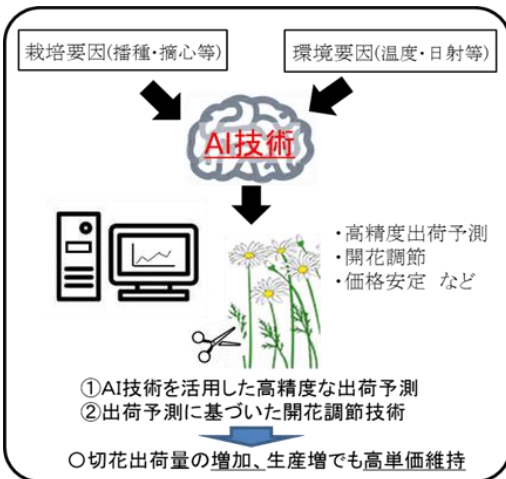 栽培要因(播種・摘心等)
環境要因(温度・日射等)
AI技術
・高精度出荷予測
・開花調節
・価格安定 など
①AI技術を活用した高精度な出荷予測
②出荷予測に基づいた開花調節技術
〇切花出荷量の増加、生産増でも高単価維持